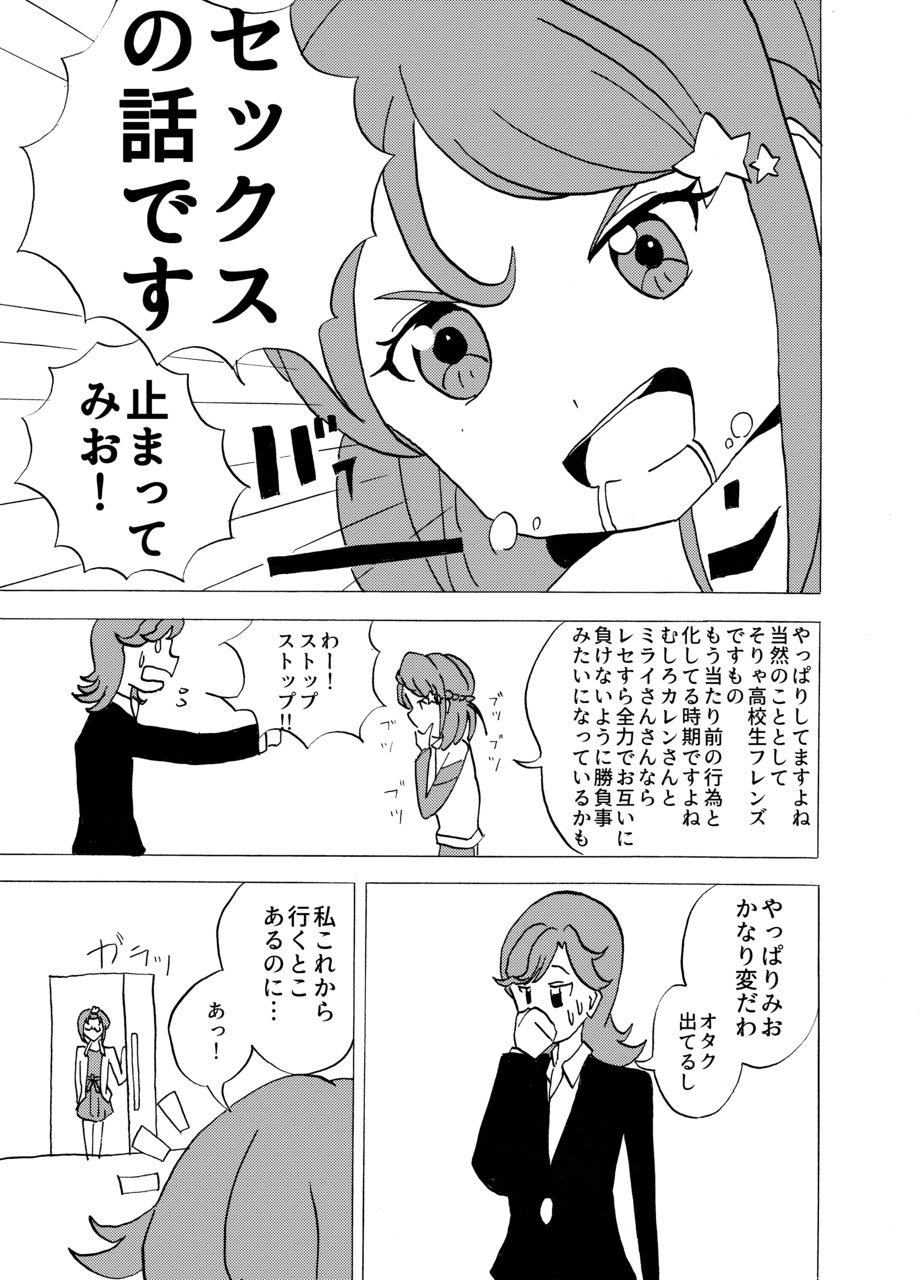 セックス
の話です
止まって
みお！
バッ
やっぱりしてますよね
当然のこととして
そりゃ高校生フレンズ
ですもの
もう当たり前の行為と
化してる時期ですよね
むしろカレンさんと
ミライさんさんなら
レセすら全力でお互いに
負けないように勝負事
みたいになっているかも
ブツ
ブツ
ブツ
わー！
ストップ
ストップ!!
やっぱりみお
かなり変だわ
オタク
出てるし
私これから
行くとこ
あるのに…
あっ！
ガラッ